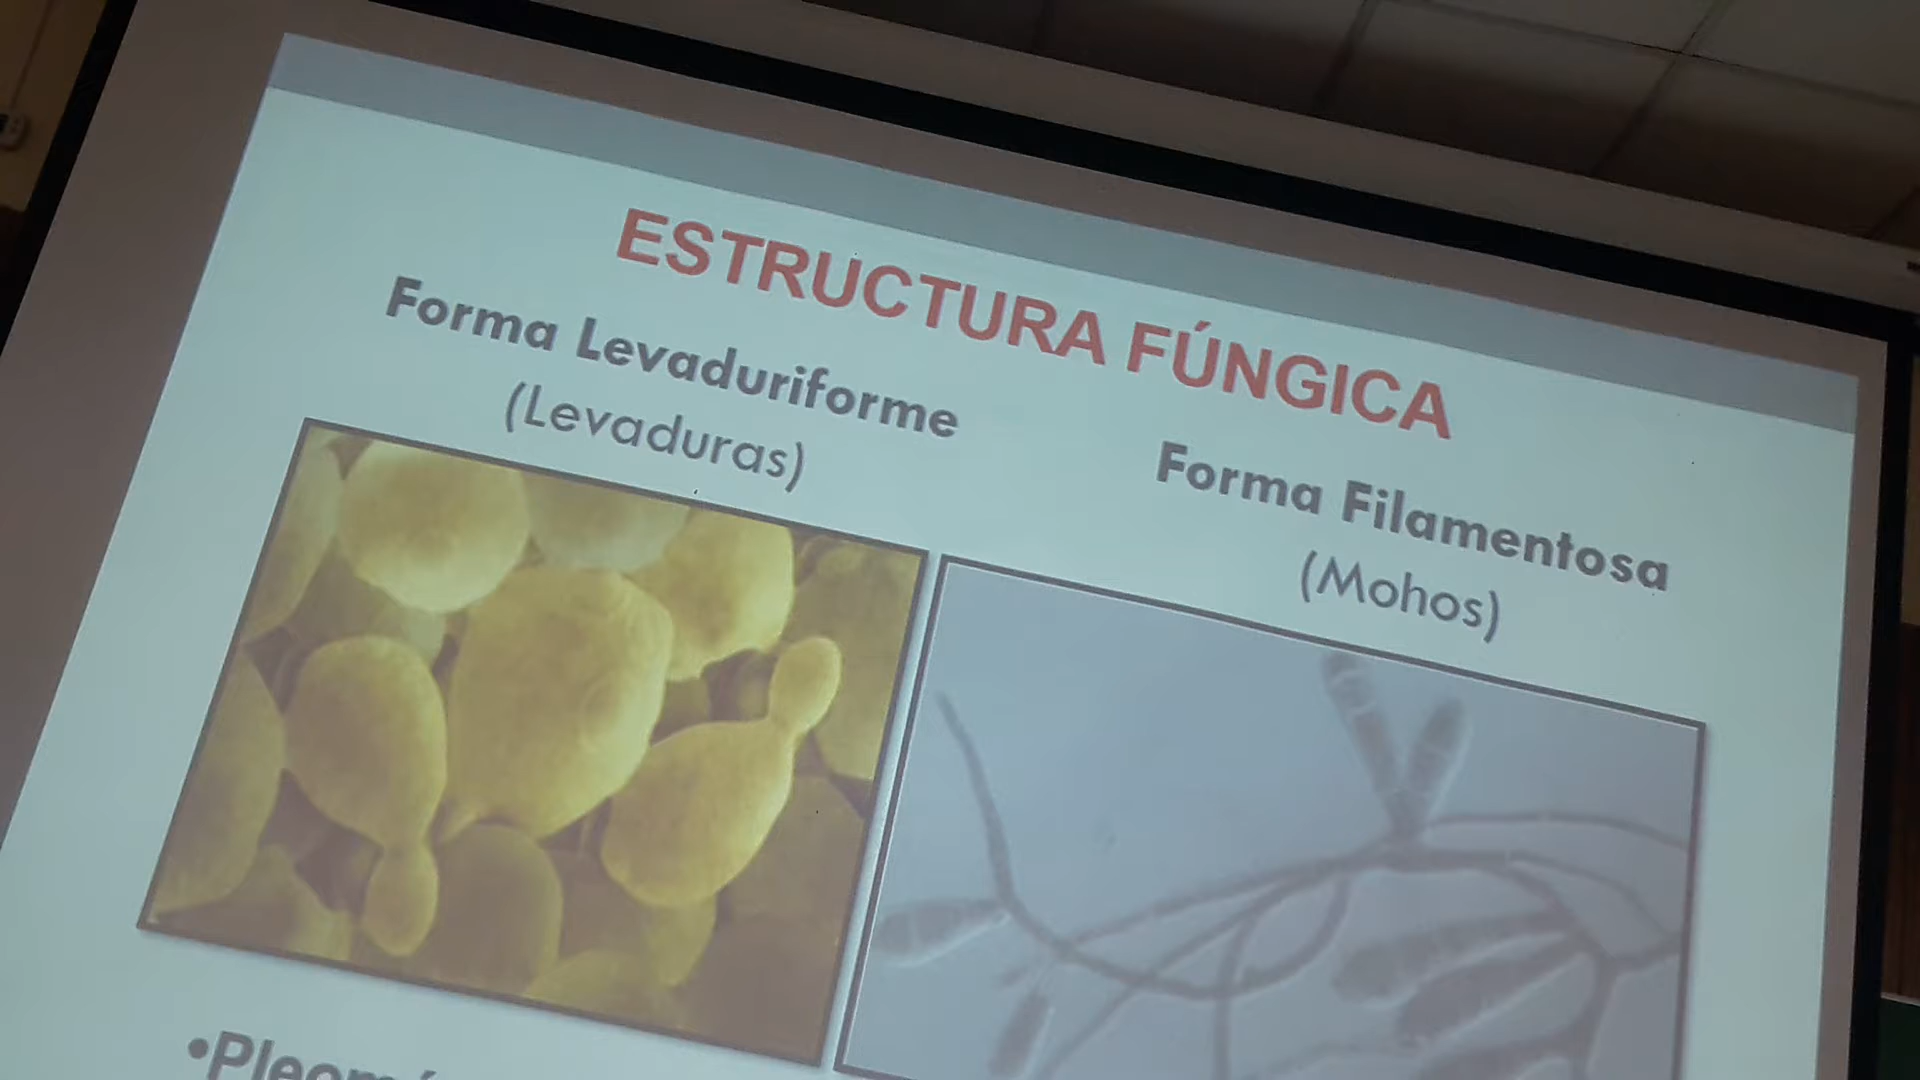 ESTRUCTURA FÚNGICA
Forma Levaduriforme
(Levaduras)
Forma Filamentosa
(Mohos)